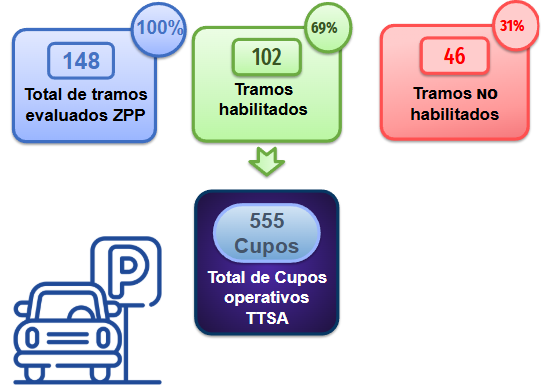 100%
148
Total de tramos
evaluados ZPP
69%
102
Tramos
habilitados
31%
46
Tramos NO
habilitados
555
Cupos
Total de Cupos
operativos
TTSA
P